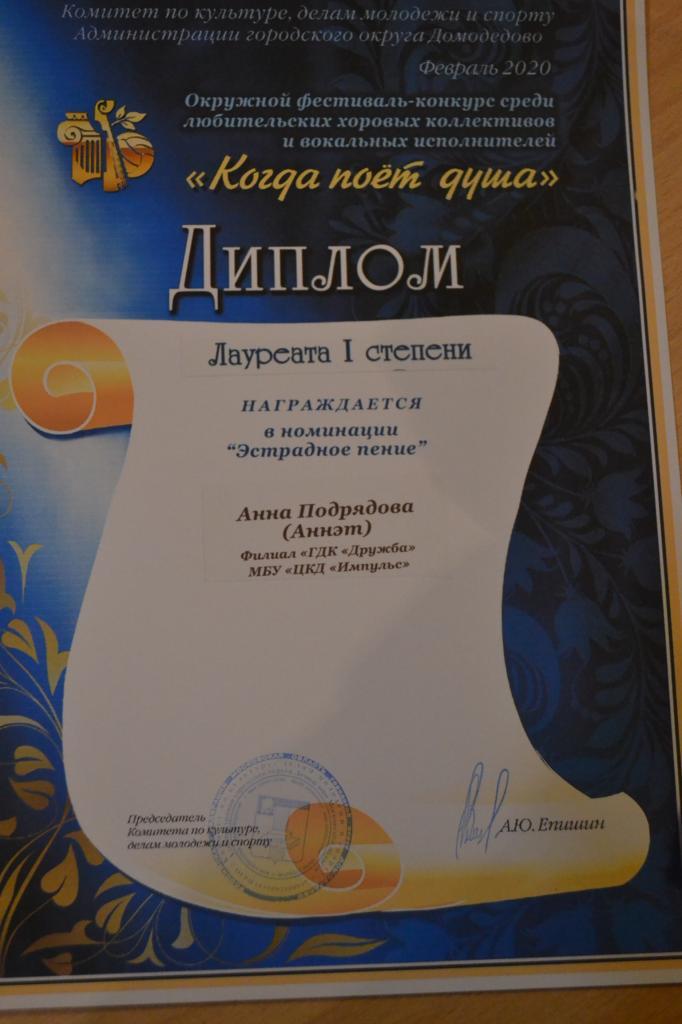 Комитет по культуре, делам молодежи и спорту
Администрации городского округа Домодедово
Февраль 2020
Окружной фестиваль-конкурс среди
любительских хоровых коллективов
и вокальных исполнителей
«Когда поёт душа»
Диплом
Лауреата I степени
НАГРАЖДАЕТСЯ
в номинации
“Эстрадное пение”
Анна Подрядова
(Аннэт)
Филиал «ГДК «Дружба»
МБУ «ЦКД «Импульс»
Председатель
Комитета по культуре,
делам молодежи и спорту
А.Ю. Епишин